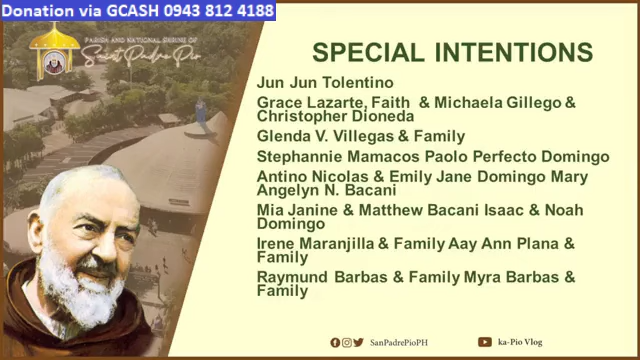 Donation via GCASH 0943 812 4188
PARISH AND NATIONAL SHRINE OF
Saint Padre Pio
SPECIAL INTENTIONS
Jun Jun Tolentino
Grace Lazarte, Faith & Michaela Gillego &
Christopher Dioneda
Glenda V. Villegas & Family
Stephannie Mamacos Paolo Perfecto Domingo
Antino Nicolas & Emily Jane Domingo Mary
Angelyn N. Bacani
Mia Janine & Matthew Bacani Isaac & Noah
Domingo
Irene Maranjilla & Family Aay Ann Plana &
Family
Raymund Barbas & Family Myra Barbas &
Family
SanPadrePioPH
ka-Pio Vlog